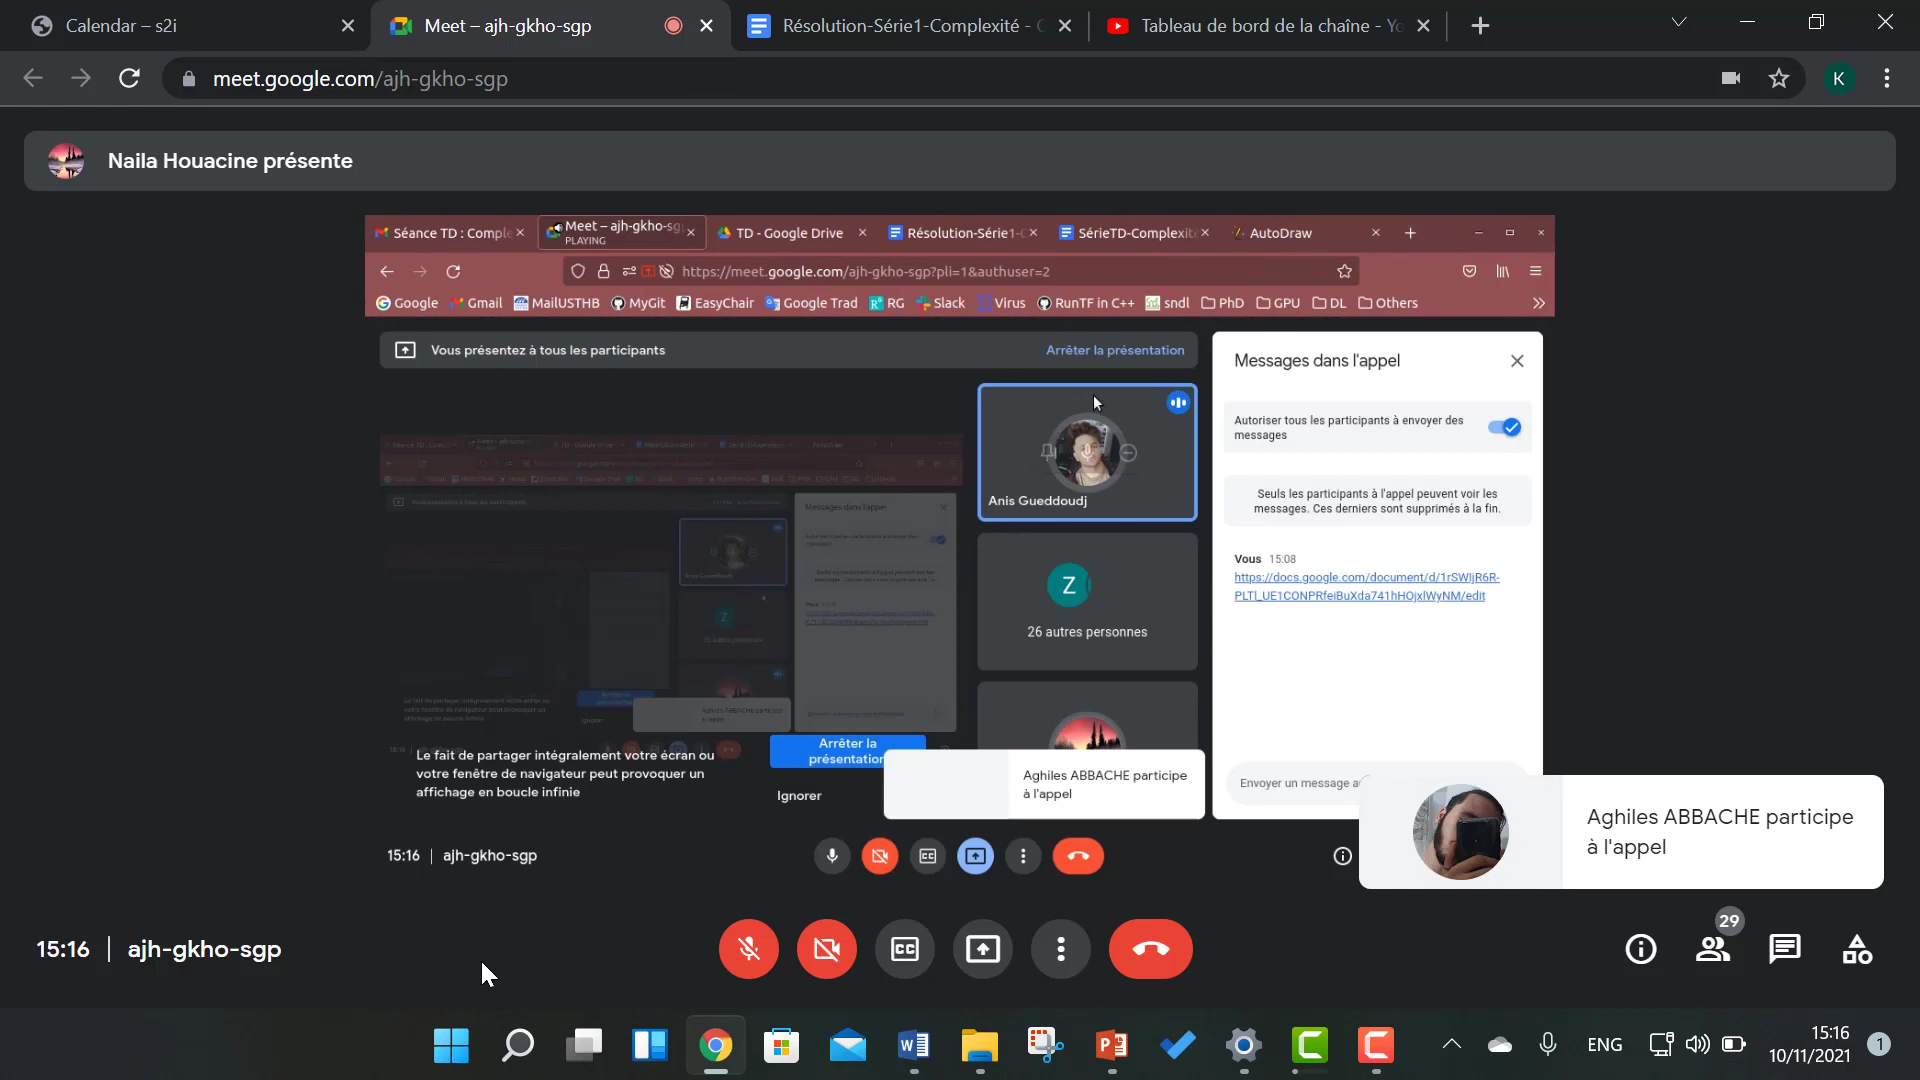 Calendar – s2i
Meet – ajh-gkho-sgp
Résolution-Série1-Complexité -
Tableau de bord de la chaîne -
meet.google.com/ajh-gkho-sgp
K
Naila Houacine présente
Séance TD : Comple
Meet – ajh-gkho-sg
PLAYING
TD - Google Drive
Résolution-Série1-
SérieTD-Complexit
AutoDraw
https://meet.google.com/ajh-gkho-sgp?pli=1&authuser=2
Google
Gmail
MailUSTHB
MyGit
EasyChair
Google Trad
RG
Slack
Virus
RunTF in C++
sndl
PhD
GPU
DL
Others
Vous présentez à tous les participants
Arrêter la présentation
Messages dans l'appel
Autoriser tous les participants à envoyer des
messages
Anis Gueddoudj
Seuls les participants à l'appel peuvent voir les
messages. Ces derniers sont supprimés à la fin.
Vous 15:08
https://docs.google.com/document/d/1rSWljR6R-
PLTl_UE1CONPRfeiBuXda741hHOjxlWyNM/edit
Z
26 autres personnes
Le fait de partager intégralement votre écran ou
votre fenêtre de navigateur peut provoquer un
affichage en boucle infinie
Arrêter la
présentation
Ignorer
Aghiles ABBACHE participe
à l'appel
Envoyer un message
15:16 | ajh-gkho-sgp
Aghiles ABBACHE participe
à l'appel
15:16 | ajh-gkho-sgp
29
ENG
15:16
10/11/2021
1